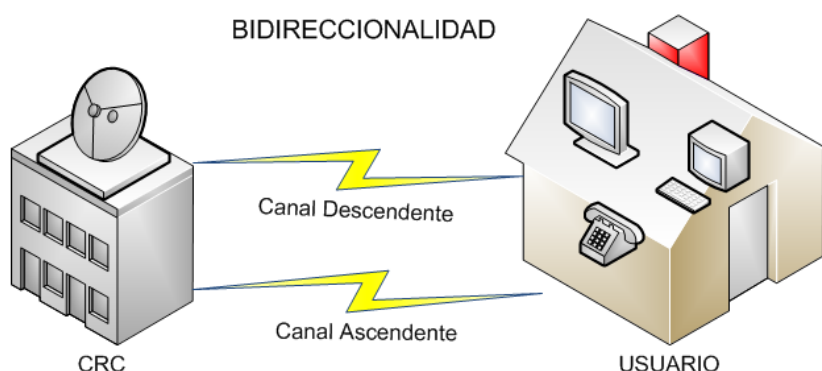 BIDIRECCIONALIDAD
Canal Descendente
Canal Ascendente
CRC
USUARIO